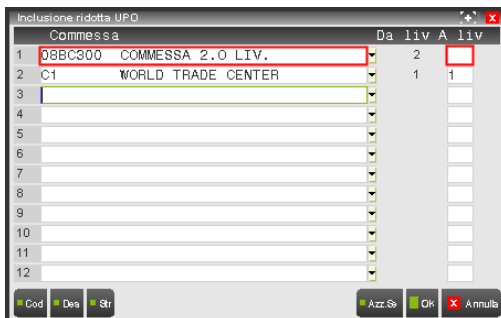 Inclusione ridotta UPO
Commessa Da liv A liv
1 08BC300 COMMESSA 2.O LIV. 2
2 C1 WORLD TRADE CENTER 1 1
3
4
5
6
7
8
9
10
11
12
Cod Des Str Azz.Se OK X Annulla